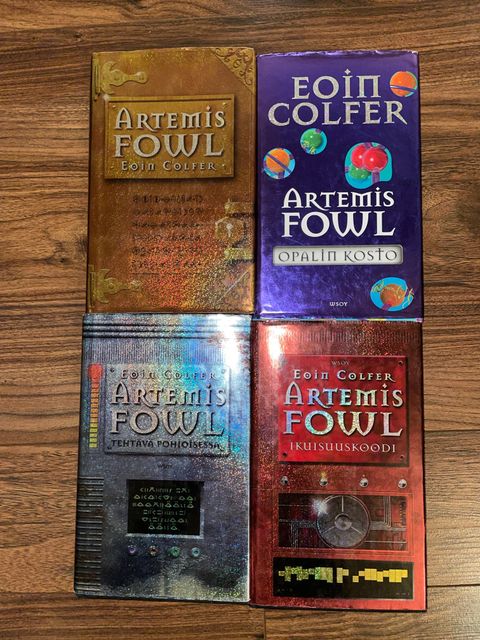 ARTEMIS
FOWL
EOIN COLFER
EOIN
COLFER
ARTEMIS
FOWL
OPALIN KOSTO
WSOY
EOIN COLFER
ARTEMIS
FOWL
TEHTÄVÄ POHJOISESSA
WSOY
WSOY
EOIN COLFER
ARTEMIS
FOWL
IKUISUUSKOODI